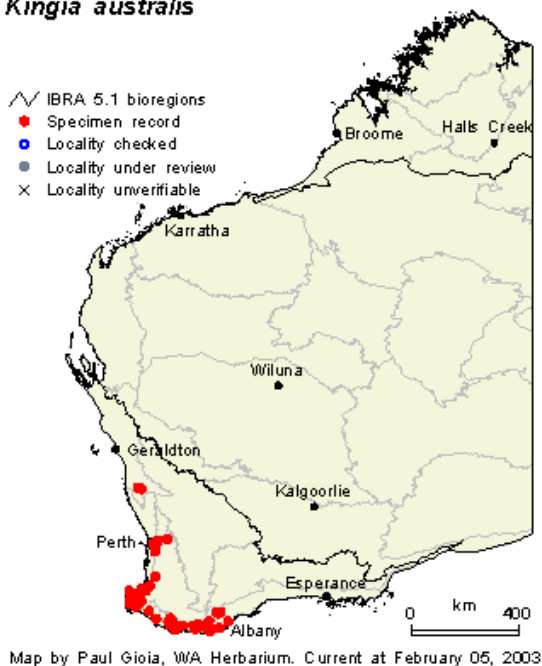 Kingia australis
IBRA 5.1 bioregions
Specimen record
Locality checked
Locality under review
Locality unverifiable
Broome
Halls Creek
Karratha
Wiluna
Geraldton
Kalgoorlie
Perth
Esperance
0 km 400
Albany
Map by Paul Gioia, WA Herbarium. Current at February 05, 2003